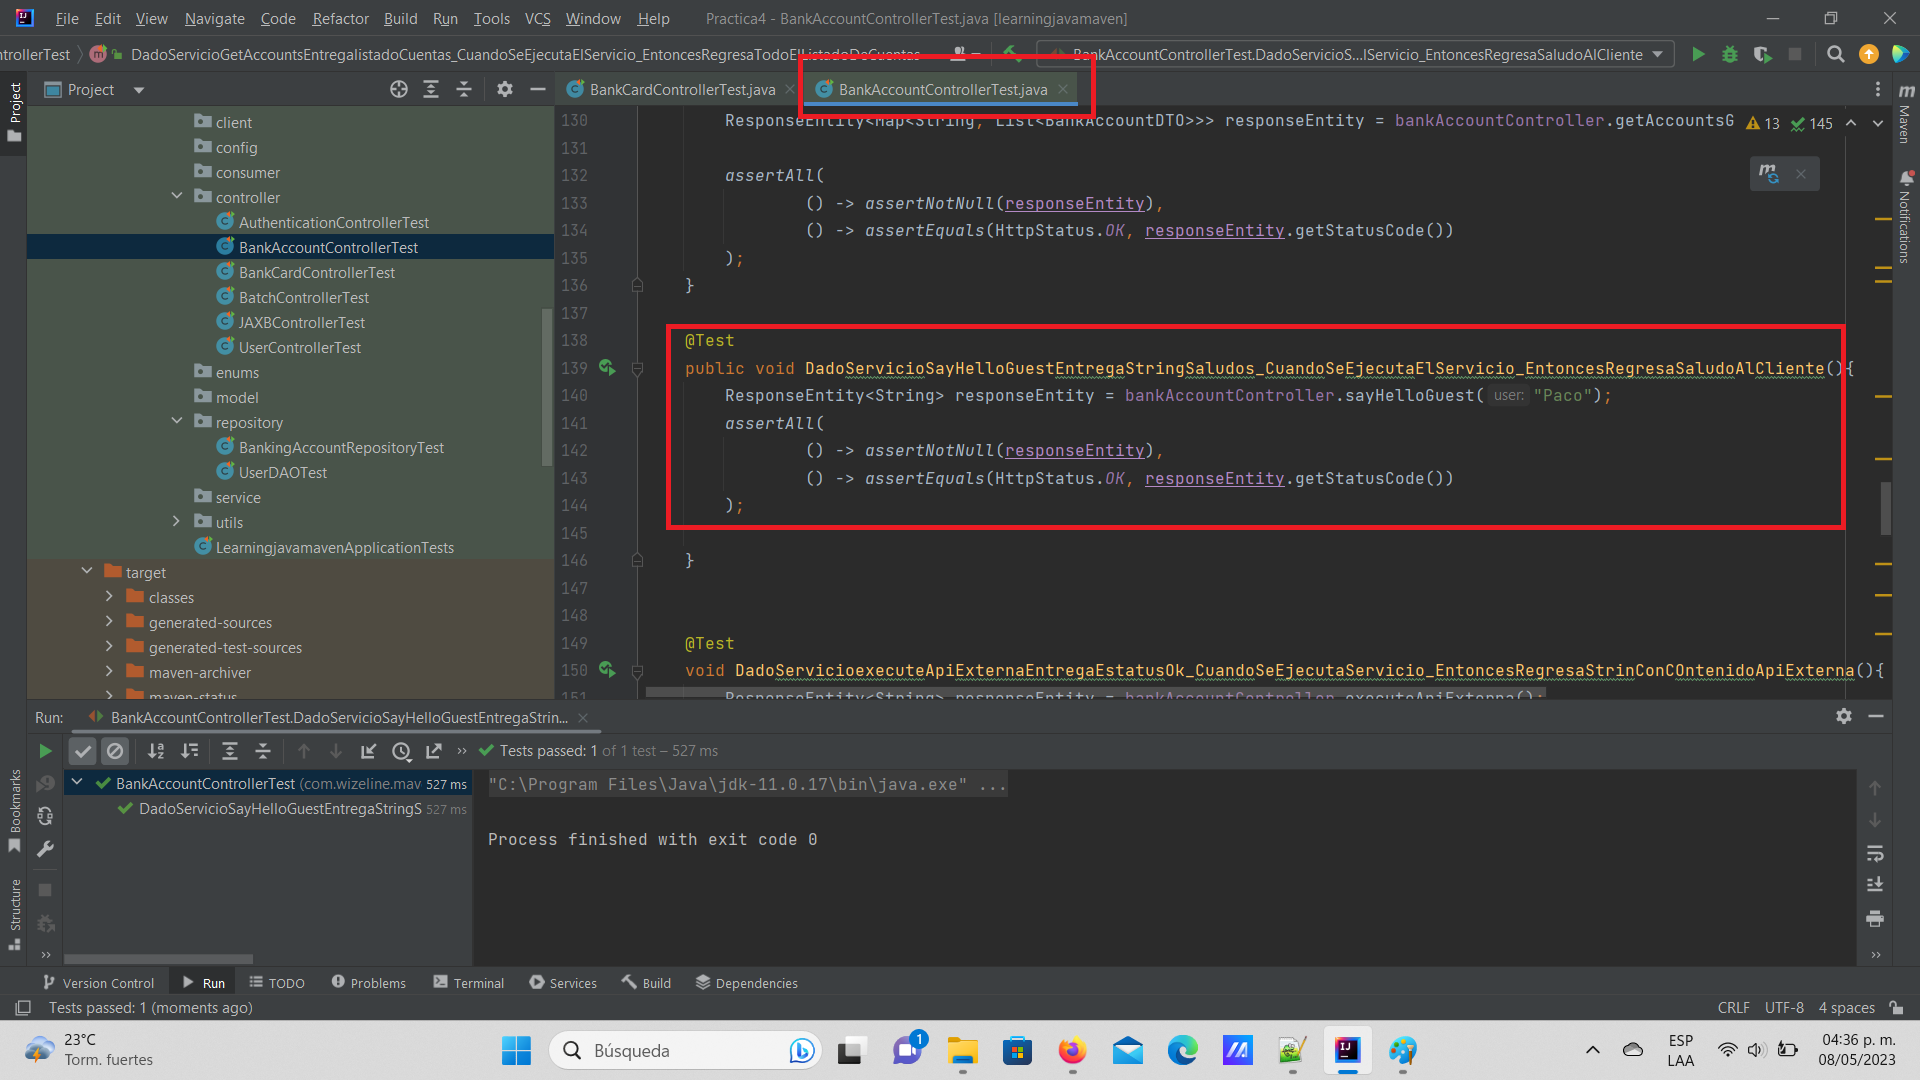 File Edit View Navigate Code Refactor Build Run Tools VCS Window Help Practica4 - BankAccountControllerTest.java [learningjavamaven]
ntrollerTest DadoServicioGetAccountsEntregalistadoCuentas_CuandoSeEjecutaElServicio_EntoncesRegresaTodoElListadoDeCuentas BankAccountControllerTest.DadoServicioS...lServicio_EntoncesRegresaSaludoAlCliente
Project
Project
BankCardControllerTest.java
BankAccountControllerTest.java
Maven
Notifications
client
config
consumer
controller
AuthenticationControllerTest
BankAccountControllerTest
BankCardControllerTest
BatchControllerTest
JAXBControllerTest
UserControllerTest
enums
model
repository
BankingAccountRepositoryTest
UserDAOTest
service
utils
LearningjavamavenApplicationTests
target
classes
generated-sources
generated-test-sources
maven-archiver
maven-status
130 ResponseEntity<Map<String, List<BankAccountDTO>>> responseEntity = bankAccountController.getAccountsG 13 145
131
132 assertAll(
133 () -> assertNotNull(responseEntity),
134 () -> assertEquals(HttpStatus.OK, responseEntity.getStatusCode())
135 );
136 }
137
138 @Test
139 public void DadoServicioSayHelloGuestEntregaStringSaludos_CuandoSeEjecutaElServicio_EntoncesRegresaSaludoAlCliente(){
140 ResponseEntity<String> responseEntity = bankAccountController.sayHelloGuest( user: "Paco");
141 assertAll(
142 () -> assertNotNull(responseEntity),
143 () -> assertEquals(HttpStatus.OK, responseEntity.getStatusCode())
144 );
145
146 }
147
148
149 @Test
150 void DadoServicioexecuteApiExternaEntregaEstatusOk_CuandoSeEjecutaServicio_EntoncesRegresaStrinConCOntenidoApiExterna(){
151 ResponseEntity<String> responseEntity = bankAccountController.executeApiExterna();
Run: BankAccountControllerTest.DadoServicioSayHelloGuestEntregaStrin...
Tests passed: 1 of 1 test – 527 ms
BankAccountControllerTest (com.wizeline.mav 527 ms
DadoServicioSayHelloGuestEntregaStringS 527 ms
"C:\Program Files\Java\jdk-11.0.17\bin\java.exe" ...
Process finished with exit code 0
Bookmarks
Structure
Version Control Run TODO Problems Terminal Services Build Dependencies
Tests passed: 1 (moments ago) CRLF UTF-8 4 spaces
23°C
Torm. fuertes
Búsqueda
1
ESP
LAA
04:36 p. m.
08/05/2023